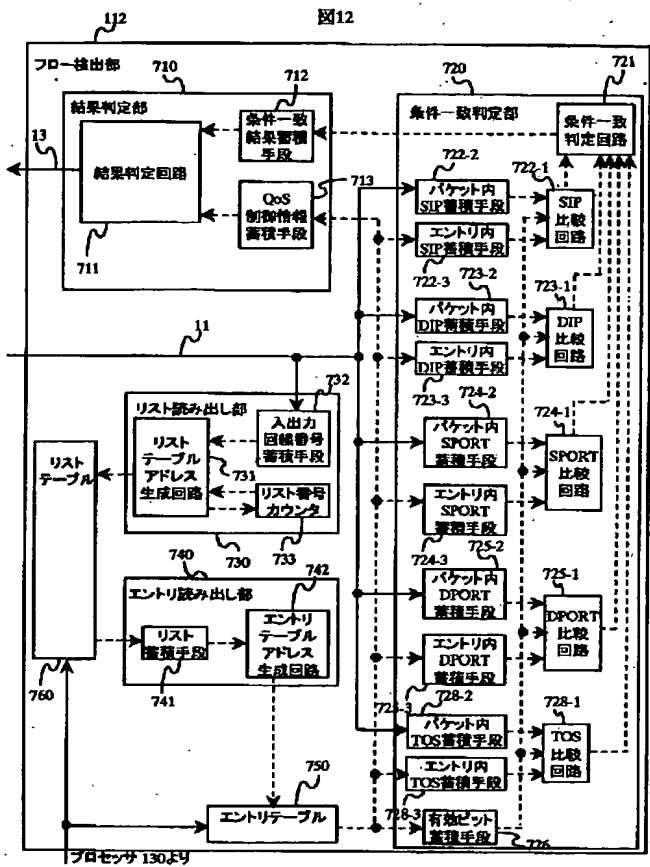 図12
112
フロー検出部
710
結果判定部
712
条件一致
結果蓄積
手段
13
結果判定回路
711
QoS
制御情報
蓄積手段
713
720
条件一致判定部
721
条件一致
判定回路
722-2
パケット内
SIP蓄積手段
722-1
SIP
比較
回路
エントリ内
SIP蓄積手段
722-3
723-2
パケット内
DIP蓄積手段
723-1
DIP
比較
回路
エントリ内
DIP蓄積手段
723-3
11
724-2
パケット内
SPORT
蓄積手段
724-1
SPORT
比較
回路
エントリ内
SPORT
蓄積手段
724-3
725-2
パケット内
DPORT
蓄積手段
725-1
DPORT
比較
回路
エントリ内
DPORT
蓄積手段
725-3
728-2
パケット内
TOS蓄積手段
728-1
TOS
比較
回路
エントリ内
TOS蓄積手段
728-3
有効ビット
蓄積手段
726
732
リスト読み出し部
入出力
回線番号
蓄積手段
リスト
テーブル
アドレス
生成回路
731
リスト番号
カウンタ
730
733
リスト
テーブル
760
740
エントリ読み出し部
742
リスト
蓄積手段
741
エントリ
テーブル
アドレス
生成回路
750
エントリテーブル
プロセッサ130より